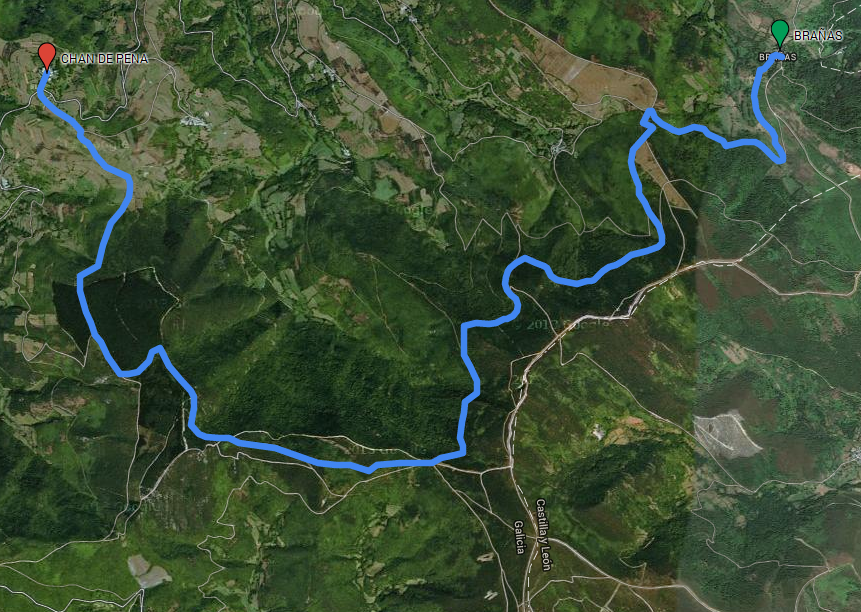 CHAN DE PENA
BRAÑAS
BRAÑAS
Castilla y León
Galicia